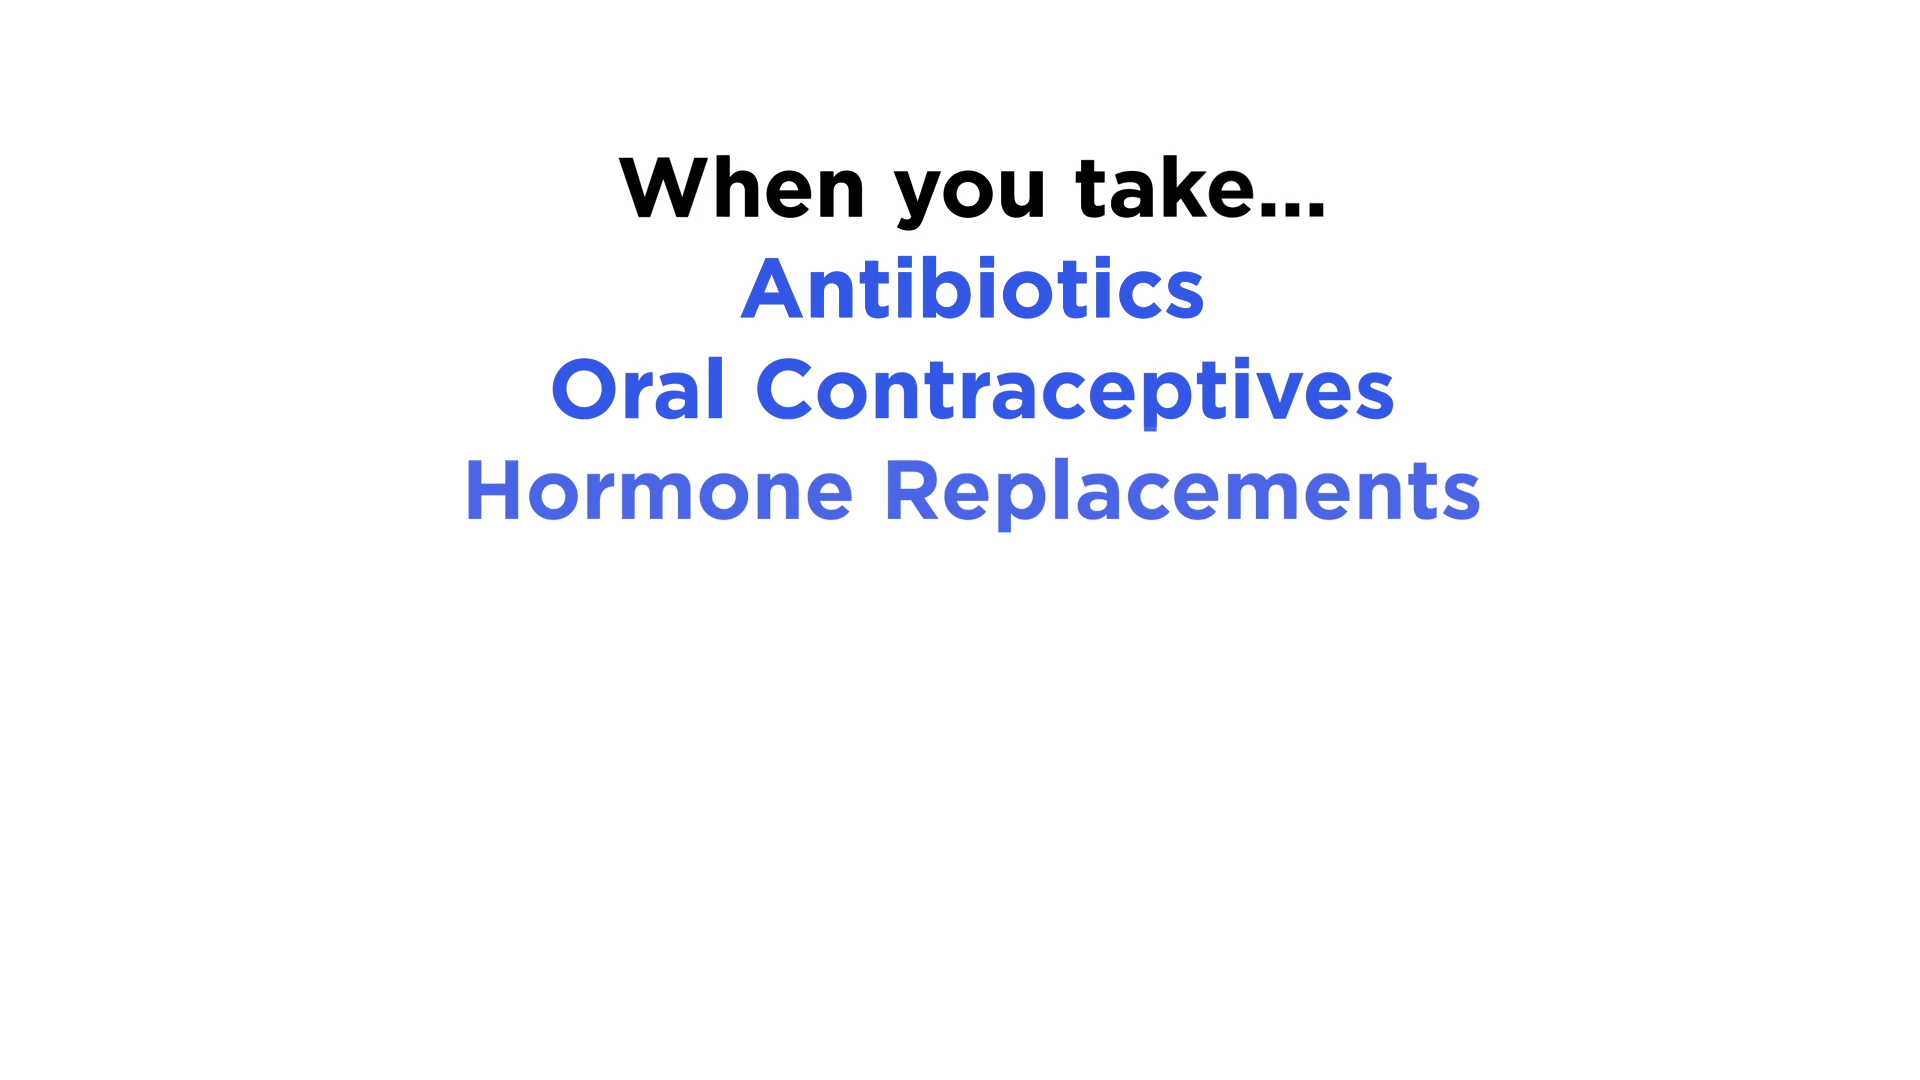 When you take...
Antibiotics
Oral Contraceptives
Hormone Replacements